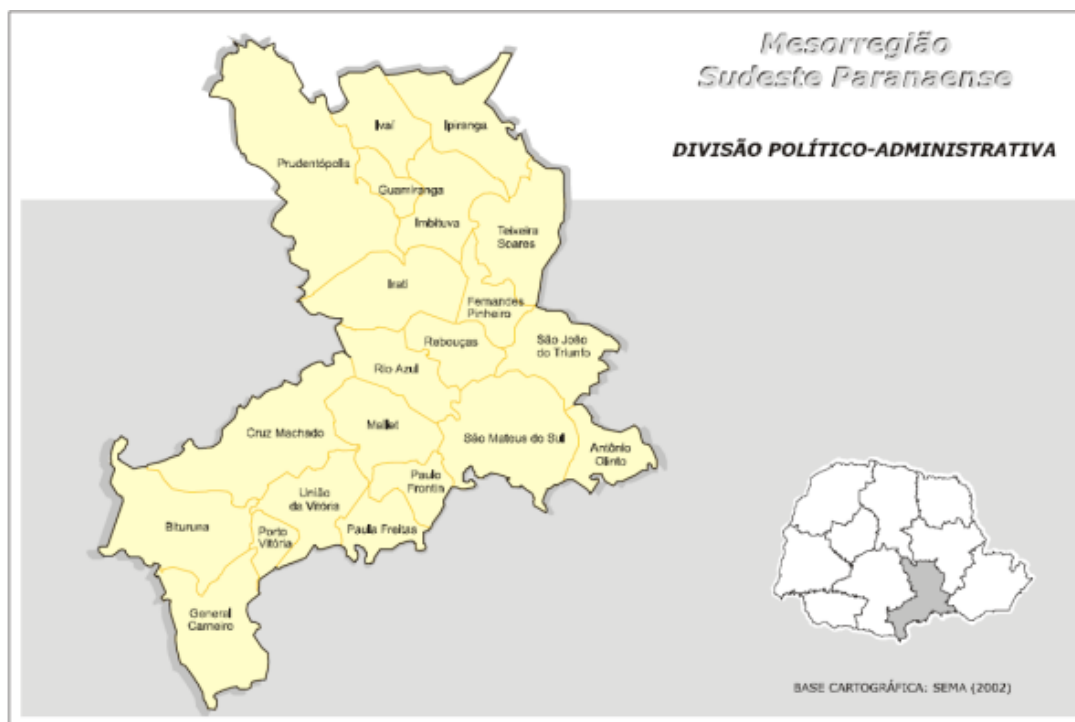 Mesorregião
Sudeste Paranaense
DIVISÃO POLÍTICO-ADMINISTRATIVA
Ivaí
Ipiranga
Prudentópolis
Guamiranga
Imbituva
Teixeira
Soares
Irati
Fernandes
Pinheiro
Rebouças
São João
do Triunfo
Rio Azul
Cruz Machado
Mallet
São Mateus do Sul
Antônio
Olinto
Paulo
Frontin
União
da Vitória
Bituruna
Porto
Vitória
Paula Freitas
General
Carneiro
BASE CARTOGRÁFICA: SEMA (2002)